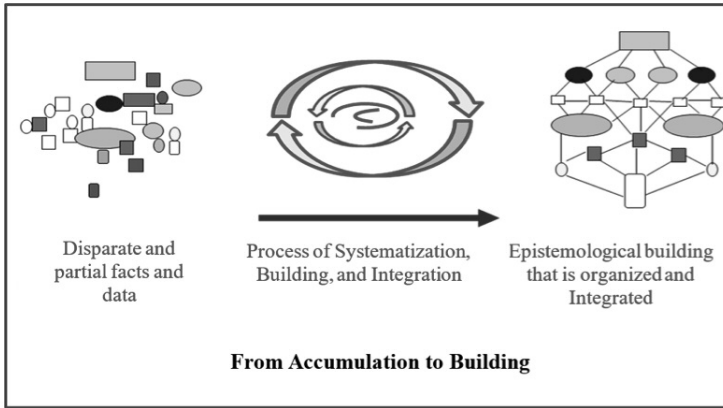 Disparate and
partial facts and
data
Process of Systematization,
Building, and Integration
Epistemological building
that is organized and
Integrated
From Accumulation to Building